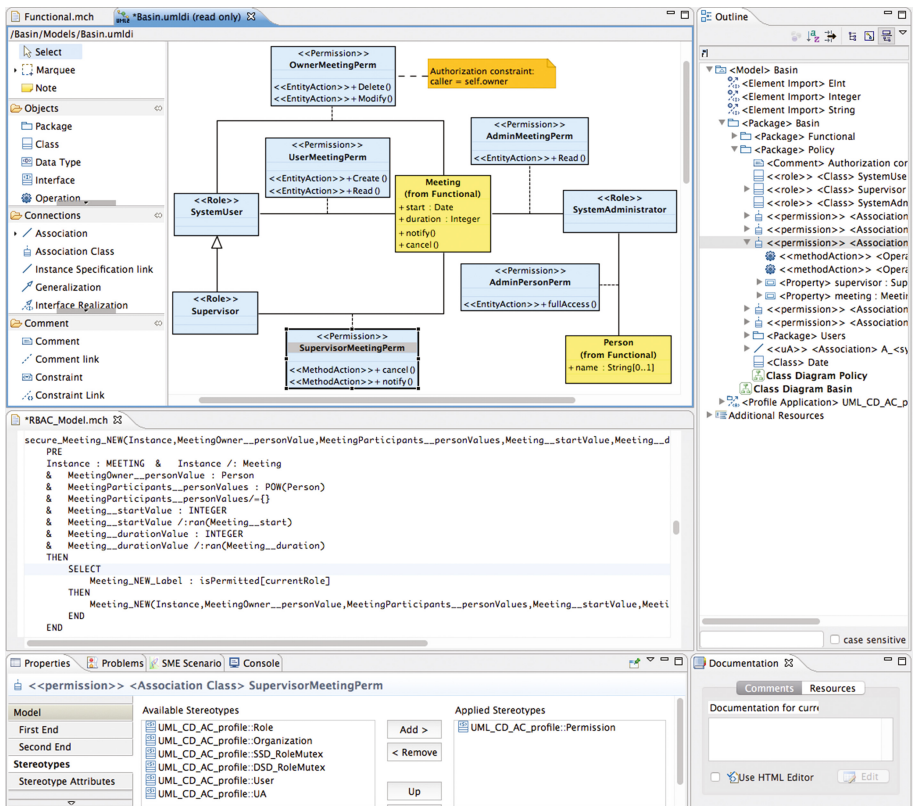 Functional.mch
*Basin.umldi (read only)
/Basin/Models/Basin.umldi
Select
Marquee
Note
Objects
Package
Class
Data Type
Interface
Operation
Connections
Association
Association Class
Instance Specification link
Generalization
Interface Realization
Comment
Comment
Comment link
Constraint
Constraint Link
<<Permission>>
OwnerMeetingPerm
<<EntityAction>>+Delete()
<<EntityAction>>+Modify()
Authorization constraint:
caller = self.owner
<<Permission>>
UserMeetingPerm
<<EntityAction>>+Create()
<<EntityAction>>+Read()
<<Permission>>
AdminMeetingPerm
<<EntityAction>>+Read()
<<Role>>
SystemUser
Meeting
(from Functional)
+start : Date
+duration : Integer
+notify()
+cancel()
<<Role>>
SystemAdministrator
<<Permission>>
AdminPersonPerm
<<EntityAction>>+fullAccess()
<<Role>>
Supervisor
<<Permission>>
SupervisorMeetingPerm
<<MethodAction>>+cancel()
<<MethodAction>>+notify()
Person
(from Functional)
+name : String[0..1]
Outline
<Model> Basin
<Element Import> EInt
<Element Import> Integer
<Element Import> String
<Package> Basin
<Package> Functional
<Package> Policy
<Comment> Authorization cor
<<role>> <Class> SystemUse
<<role>> <Class> Supervisor
<<role>> <Class> SystemAdn
<<permission>> <Association
<<permission>> <Association
<<permission>> <Association
<<methodAction>> <Opera
<<methodAction>> <Opera
<Property> supervisor : Sup
<Property> meeting : Meetin
<<permission>> <Association
<<permission>> <Association
<Package> Users
<<uA>> <Association> A_<sy
<Class> Date
Class Diagram Policy
Class Diagram Basin
<Profile Application> UML_CD_AC_p
Additional Resources
case sensitive
*RBAC_Model.mch
secure_Meeting_NEW(Instance,MeetingOwner__personValue,MeetingParticipants__personValues,Meeting__startValue,Meeting__d
PRE
Instance : MEETING & Instance /: Meeting
& MeetingOwner__personValue : Person
& MeetingParticipants__personValues : POW(Person)
& MeetingParticipants__personValues/={}
& Meeting__startValue : INTEGER
& Meeting__startValue /:ran(Meeting__start)
& Meeting__durationValue : INTEGER
& Meeting__durationValue /:ran(Meeting__duration)
THEN
SELECT
Meeting_NEW_Label : isPermitted[currentRole]
THEN
Meeting_NEW(Instance,MeetingOwner__personValue,MeetingParticipants__personValues,Meeting__startValue,Meeti
END
END
Properties
Problems
SME Scenario
Console
<<permission>> <Association Class> SupervisorMeetingPerm
Model
First End
Second End
Stereotypes
Stereotype Attributes
Available Stereotypes
UML_CD_AC_profile::Role
UML_CD_AC_profile::Organization
UML_CD_AC_profile::SSD_RoleMutex
UML_CD_AC_profile::DSD_RoleMutex
UML_CD_AC_profile::User
UML_CD_AC_profile::UA
Add >
< Remove
Up
Applied Stereotypes
UML_CD_AC_profile::Permission
Documentation
Comments
Resources
Documentation for curre
Use HTML Editor
Edit